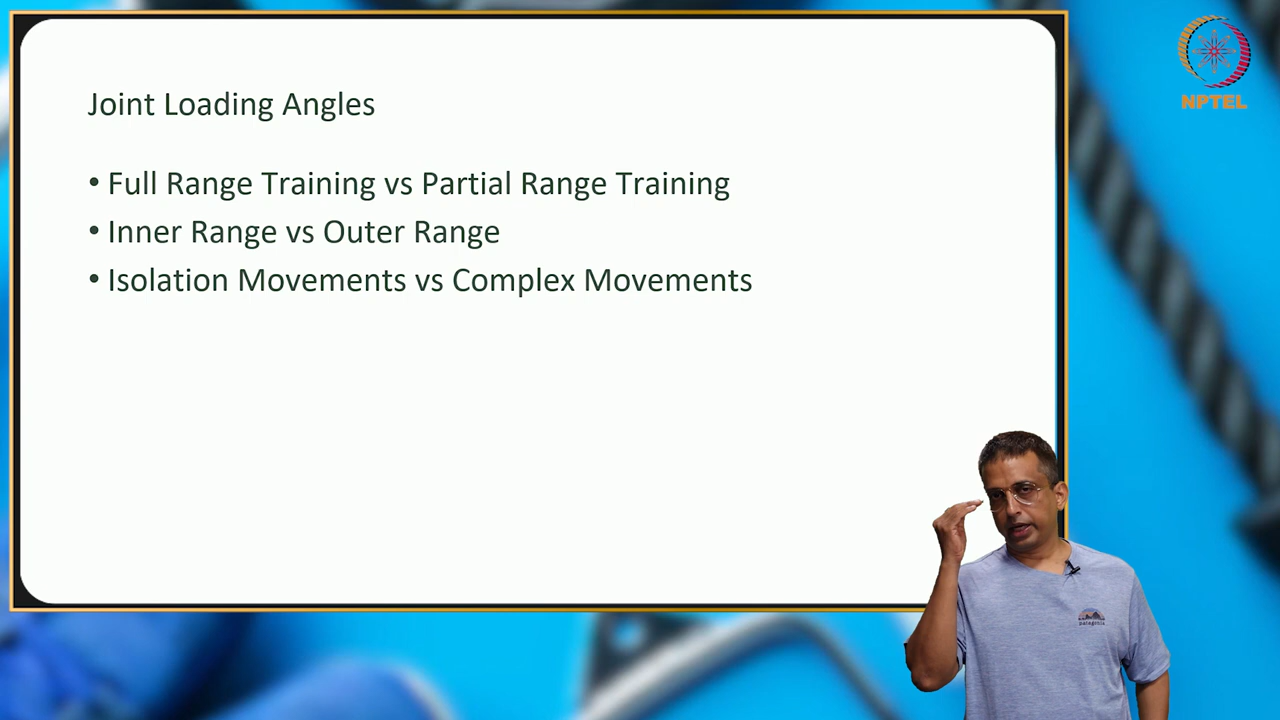 NPTEL
Joint Loading Angles
• Full Range Training vs Partial Range Training
• Inner Range vs Outer Range
• Isolation Movements vs Complex Movements
patagonia